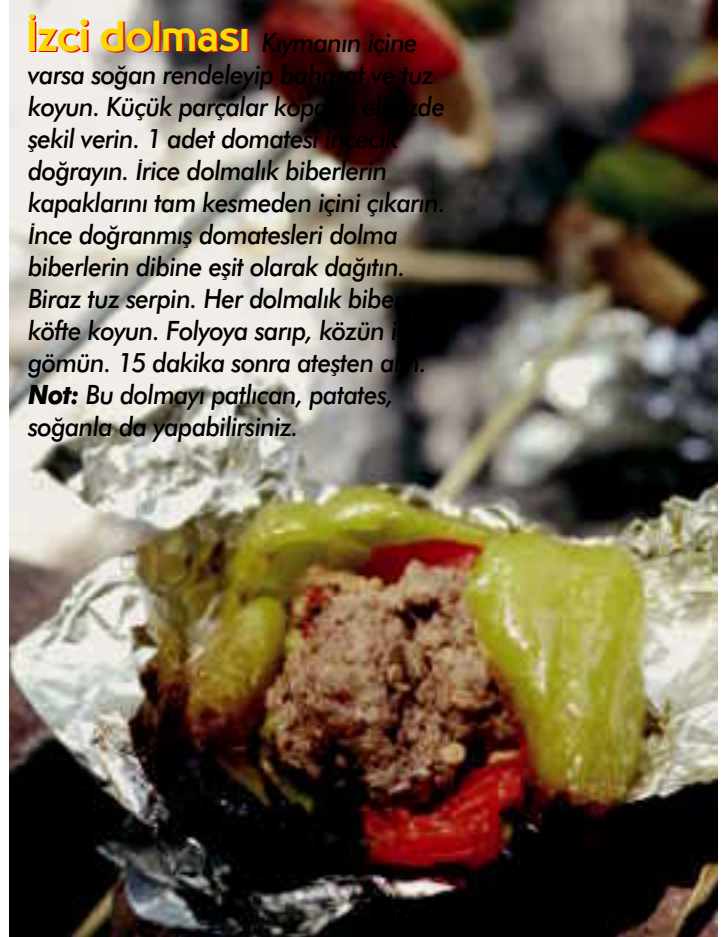 İzci dolması Kıymanın içine
varsa soğan rendeleyip baharat ve tuz
koyun. Küçük parçalar elinizde
şekil verin. 1 adet domatesi incecik
doğrayın. İrice dolmalık biberlerin
kapaklarını tam kesmeden içini çıkarın.
İnce doğranmış domatesleri dolma
biberlerin dibine eşit olarak dağıtın.
Biraz tuz serpin. Her dolmalık
köfte koyun. Folyoya sarıp, közün
gömün. 15 dakika sonra ateşten alın.
Not: Bu dolmayı patlıcan, patates,
soğanla da yapabilirsiniz.